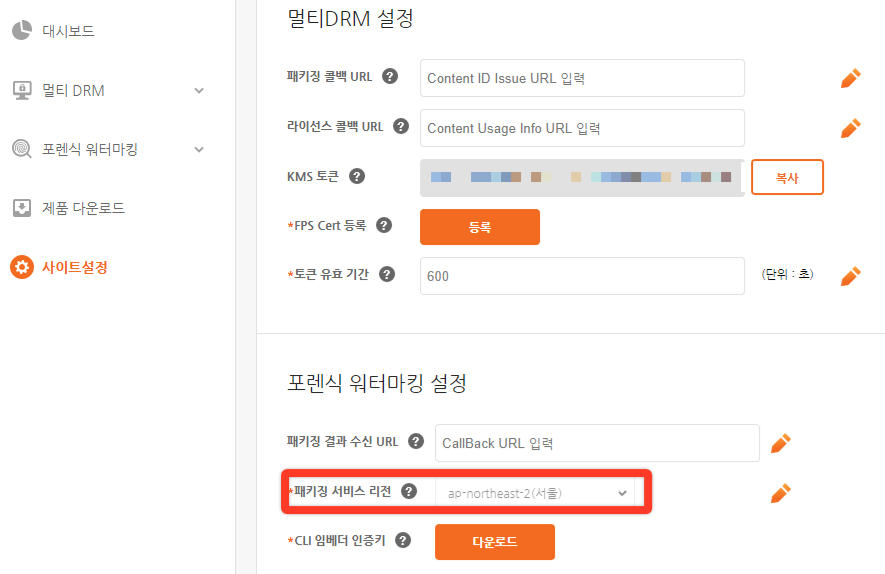 대시보드
멀티 DRM
포렌식 워터마킹
제품 다운로드
사이트설정
멀티DRM 설정
패키징 콜백 URL ? Content ID Issue URL 입력
라이선스 콜백 URL ? Content Usage Info URL 입력
KMS 토큰 ? 복사
*FPS Cert 등록 ? 등록
*토큰 유효 기간 ? 600 (단위 : 초)
포렌식 워터마킹 설정
패키징 결과 수신 URL ? CallBack URL 입력
*패키징 서비스 리전 ? ap-northeast-2(서울)
*CLI 임베더 인증키 ? 다운로드